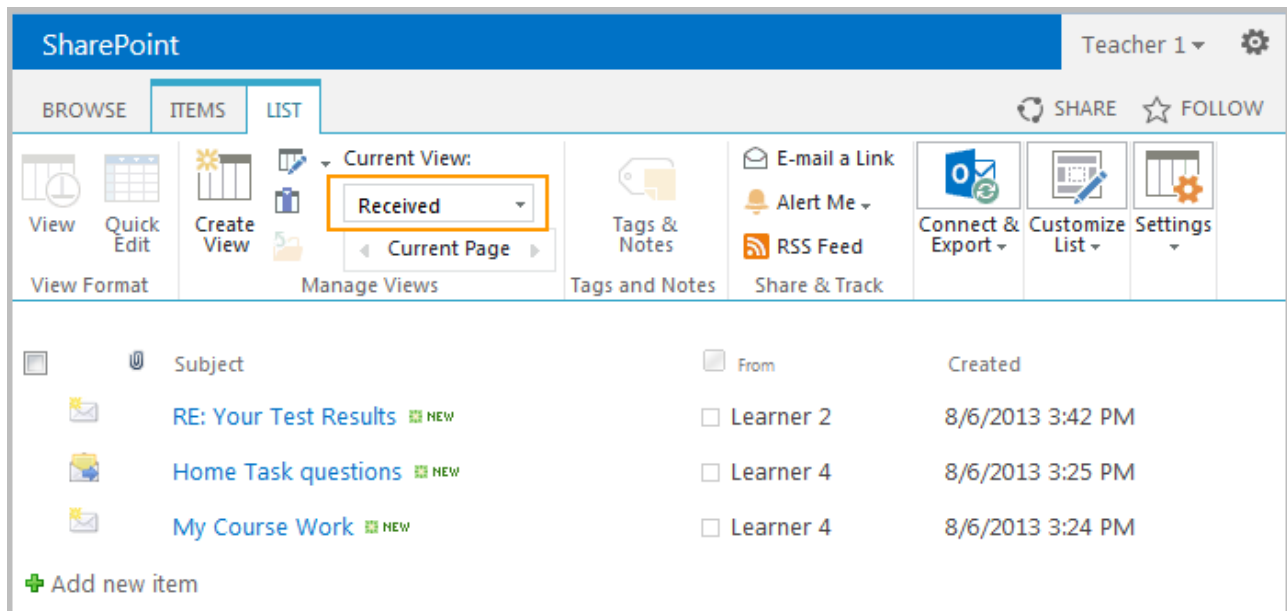 SharePoint
Teacher 1
BROWSE ITEMS LIST SHARE FOLLOW
View
Quick Edit
Create View
Current View:
Received
Current Page
Tags & Notes
E-mail a Link
Alert Me
RSS Feed
Connect & Export
Customize List
Settings
View Format Manage Views Tags and Notes Share & Track
Subject From Created
RE: Your Test Results NEW Learner 2 8/6/2013 3:42 PM
Home Task questions NEW Learner 4 8/6/2013 3:25 PM
My Course Work NEW Learner 4 8/6/2013 3:24 PM
Add new item